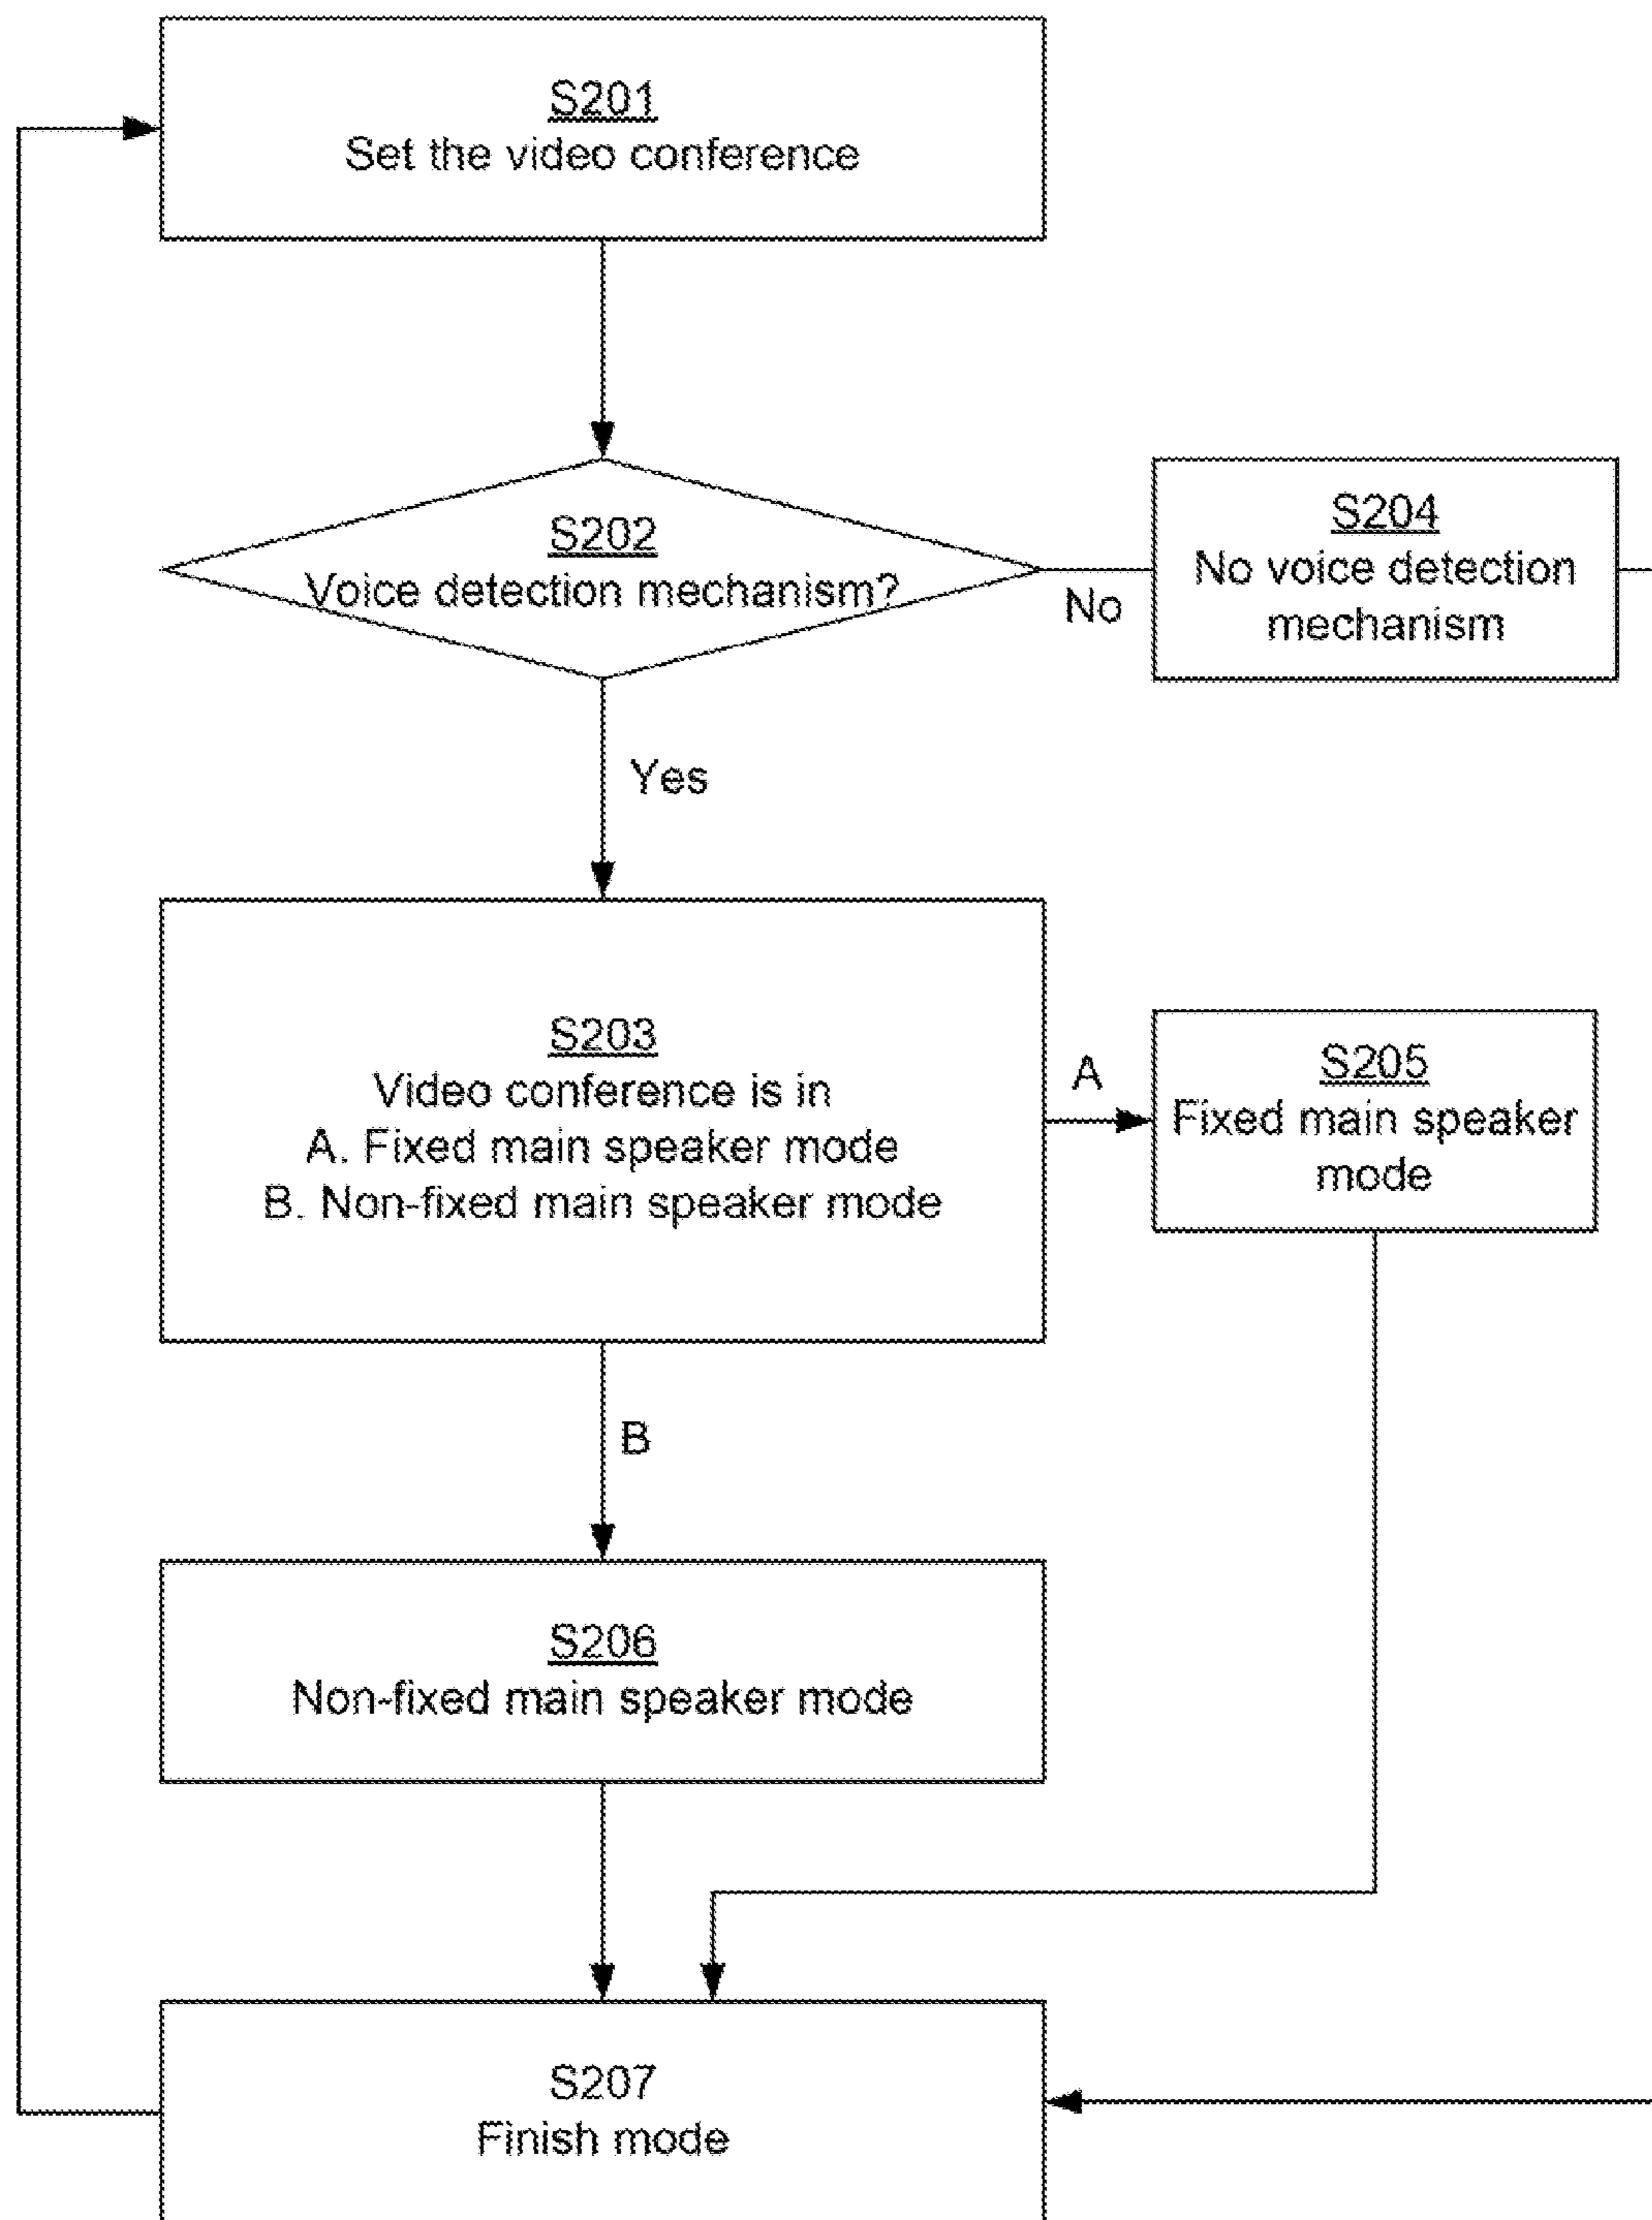 S201
Set the video conference
S202
Voice detection mechanism?
No
S204
No voice detection
mechanism
Yes
S203
Video conference is in
A. Fixed main speaker mode
B. Non-fixed main speaker mode
A
S205
Fixed main speaker
mode
B
S206
Non-fixed main speaker mode
S207
Finish mode